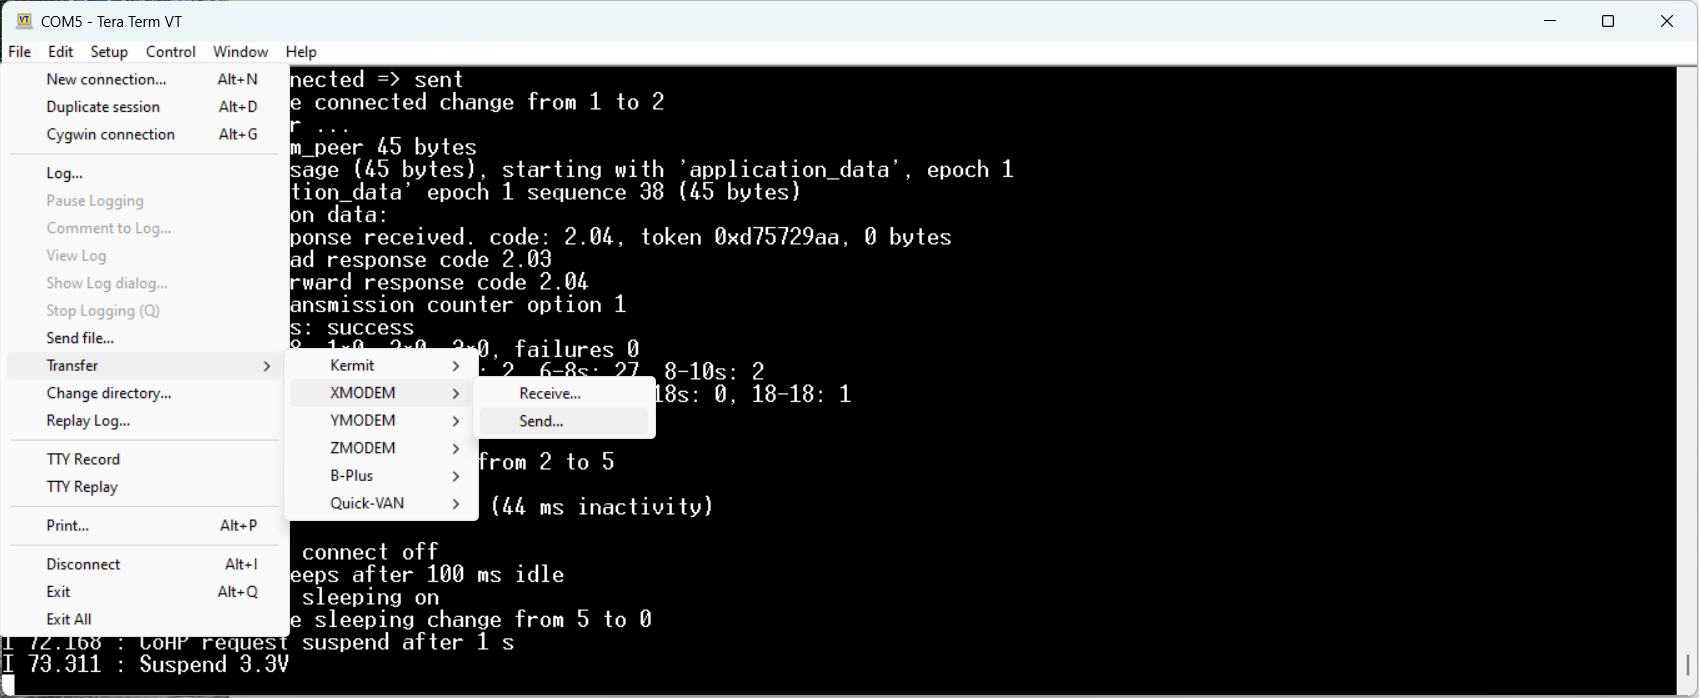 COM5 - Tera Term VT
File Edit Setup Control Window Help
New connection... Alt+N
Duplicate session Alt+D
Cygwin connection Alt+G
Log...
Pause Logging
Comment to Log...
View Log
Show Log dialog...
Stop Logging (Q)
Send file...
Transfer
Change directory...
Replay Log...
TTY Record
TTY Replay
Print... Alt+P
Disconnect Alt+I
Exit Alt+Q
Exit All
Kermit
XMODEM
YMODEM
ZMODEM
B-Plus
Quick-VAN
Receive...
Send...
nected => sent
e connected change from 1 to 2
r ...
m_peer 45 bytes
sage (45 bytes), starting with 'application_data', epoch 1
tion_data' epoch 1 sequence 38 (45 bytes)
on data:
ponse received. code: 2.04, token 0xd75729aa, 0 bytes
ad response code 2.03
rward response code 2.04
ansmission counter option 1
s: success
0, failures 0
: 2, 6-8s: 27, 8-10s: 2
18s: 0, 18-18: 1
from 2 to 5
(44 ms inactivity)
connect off
eeps after 100 ms idle
sleeping on
e sleeping change from 5 to 0
I 72.168 : CoAP request suspend after 1 s
I 73.311 : Suspend 3.3V